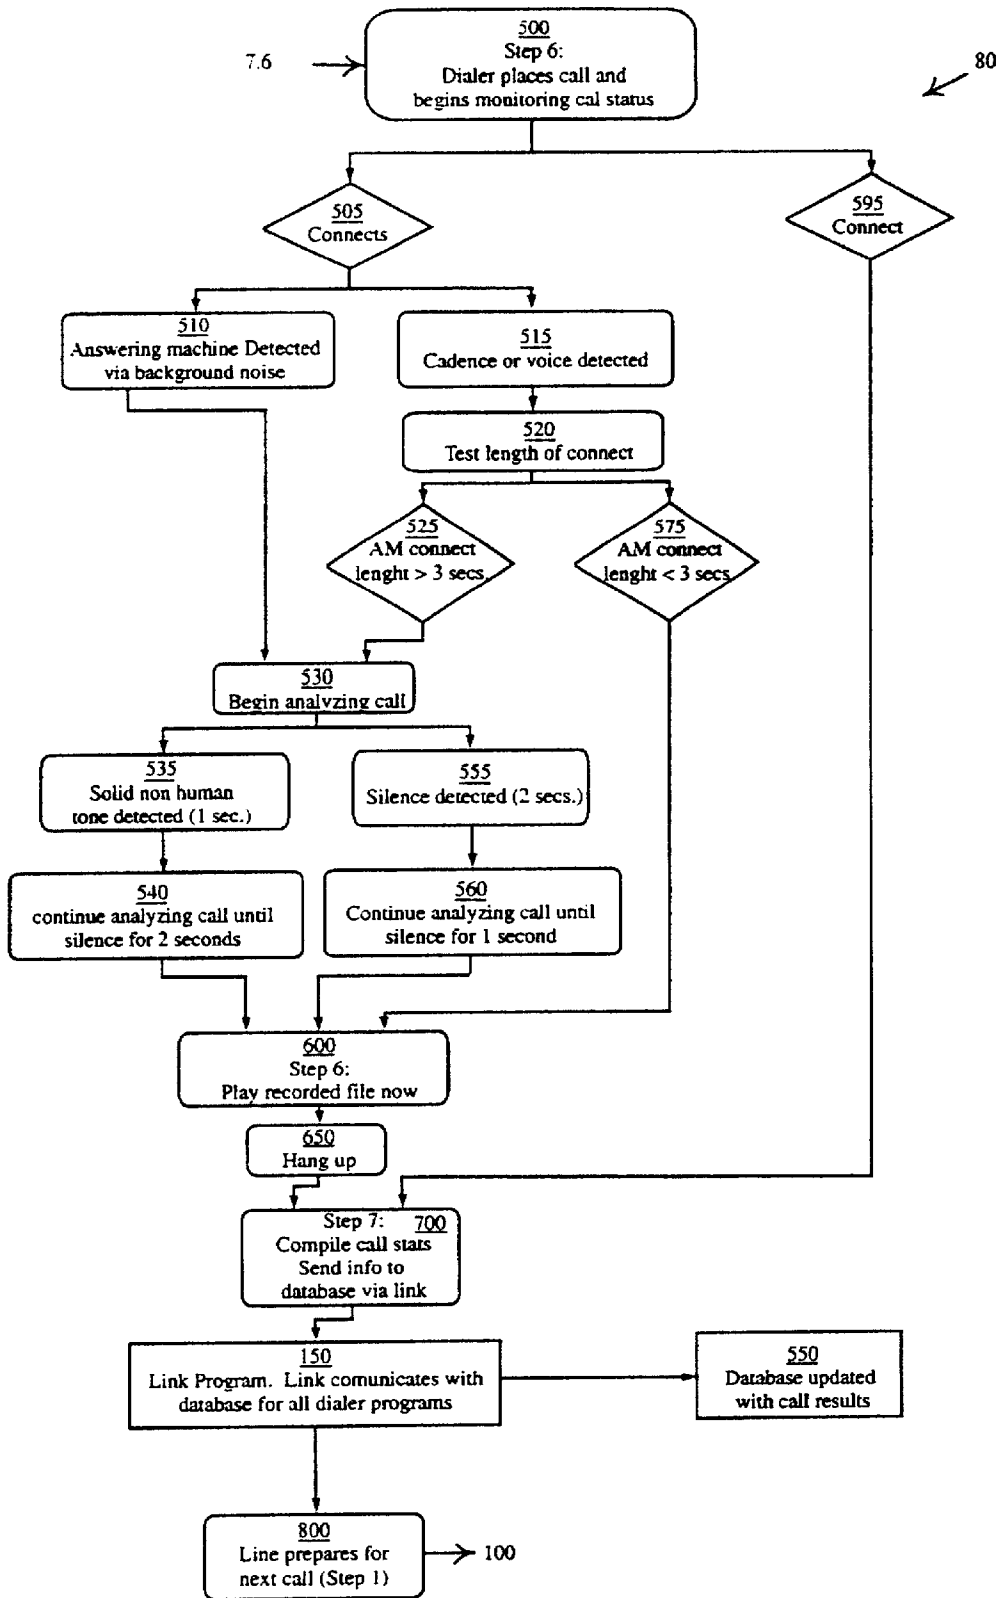 500
Step 6:
Dialer places call and
begins monitoring cal status
7.6
80
505
Connects
595
Connect
510
Answering machine Detected
via background noise
515
Cadence or voice detected
520
Test length of connect
525
AM connect
lenght > 3 secs.
575
AM connect
lenght < 3 secs
530
Begin analyzing call
535
Solid non human
tone detected (1 sec.)
555
Silence detected (2 secs.)
540
continue analyzing call until
silence for 2 seconds
560
Continue analyzing call until
silence for 1 second
600
Step 6:
Play recorded file now
650
Hang up
Step 7: 700
Compile call stats
Send info to
database via link
150
Link Program. Link comunicates with
database for all dialer programs
550
Database updated
with call results
800
Line prepares for
next call (Step 1)
100